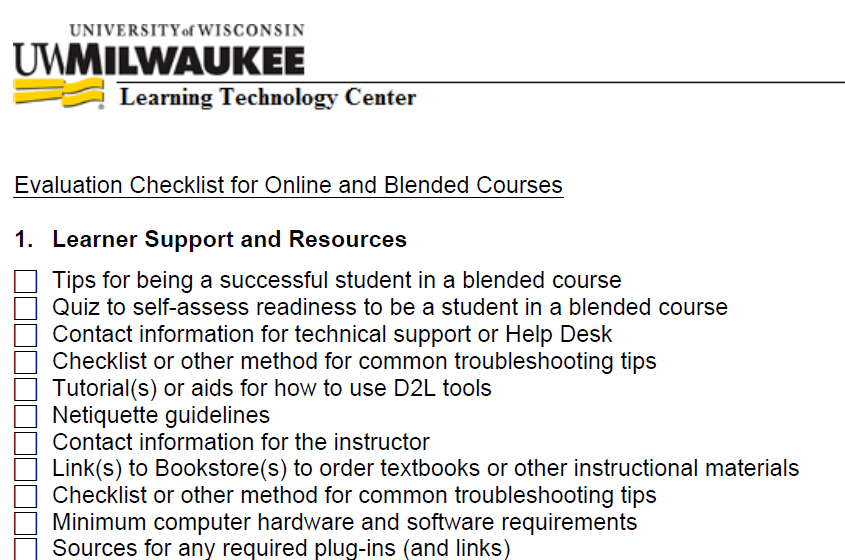 UNIVERSITY of WISCONSIN
UWMILWAUKEE
Learning Technology Center
Evaluation Checklist for Online and Blended Courses
1. Learner Support and Resources
Tips for being a successful student in a blended course
Quiz to self-assess readiness to be a student in a blended course
Contact information for technical support or Help Desk
Checklist or other method for common troubleshooting tips
Tutorial(s) or aids for how to use D2L tools
Netiquette guidelines
Contact information for the instructor
Link(s) to Bookstore(s) to order textbooks or other instructional materials
Checklist or other method for common troubleshooting tips
Minimum computer hardware and software requirements
Sources for any required plug-ins (and links)